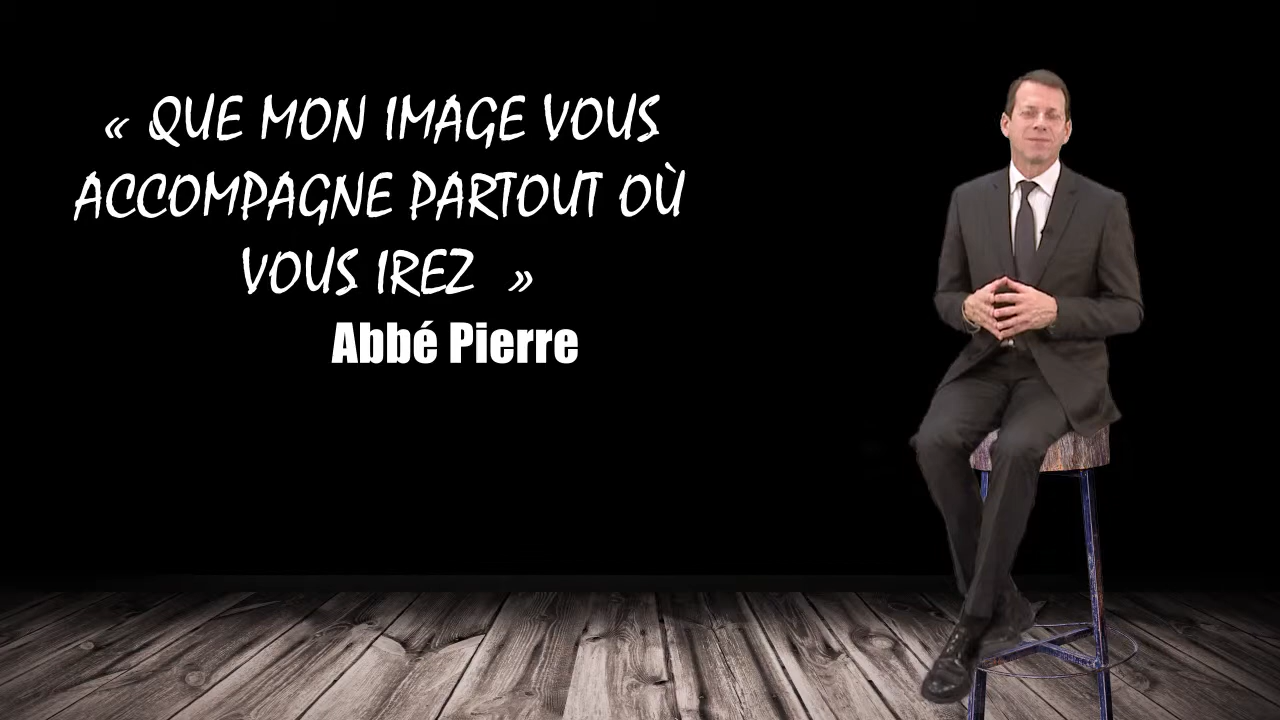 « QUE MON IMAGE VOUS
ACCOMPAGNE PARTOUT OÙ
VOUS IREZ »
Abbé Pierre